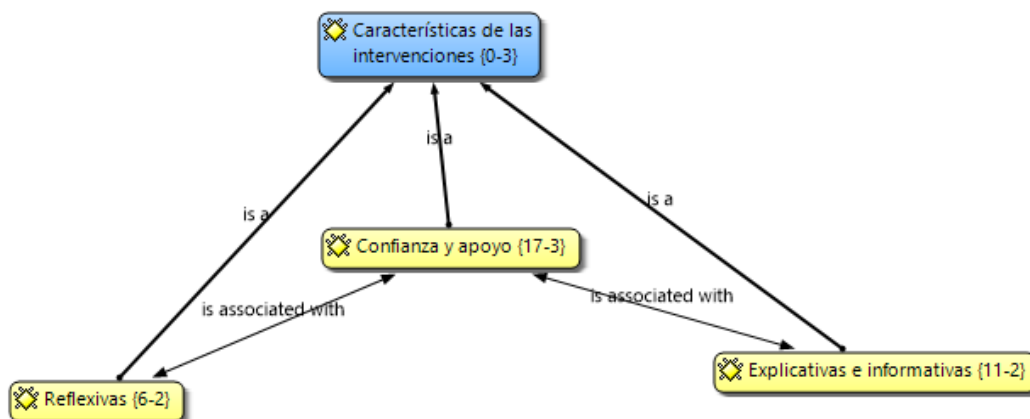 Características de las
intervenciones {0-3}
is a
is a
is a
Confianza y apoyo {17-3}
is associated with
is associated with
Explicativas e informativas {11-2}
Reflexivas {6-2}